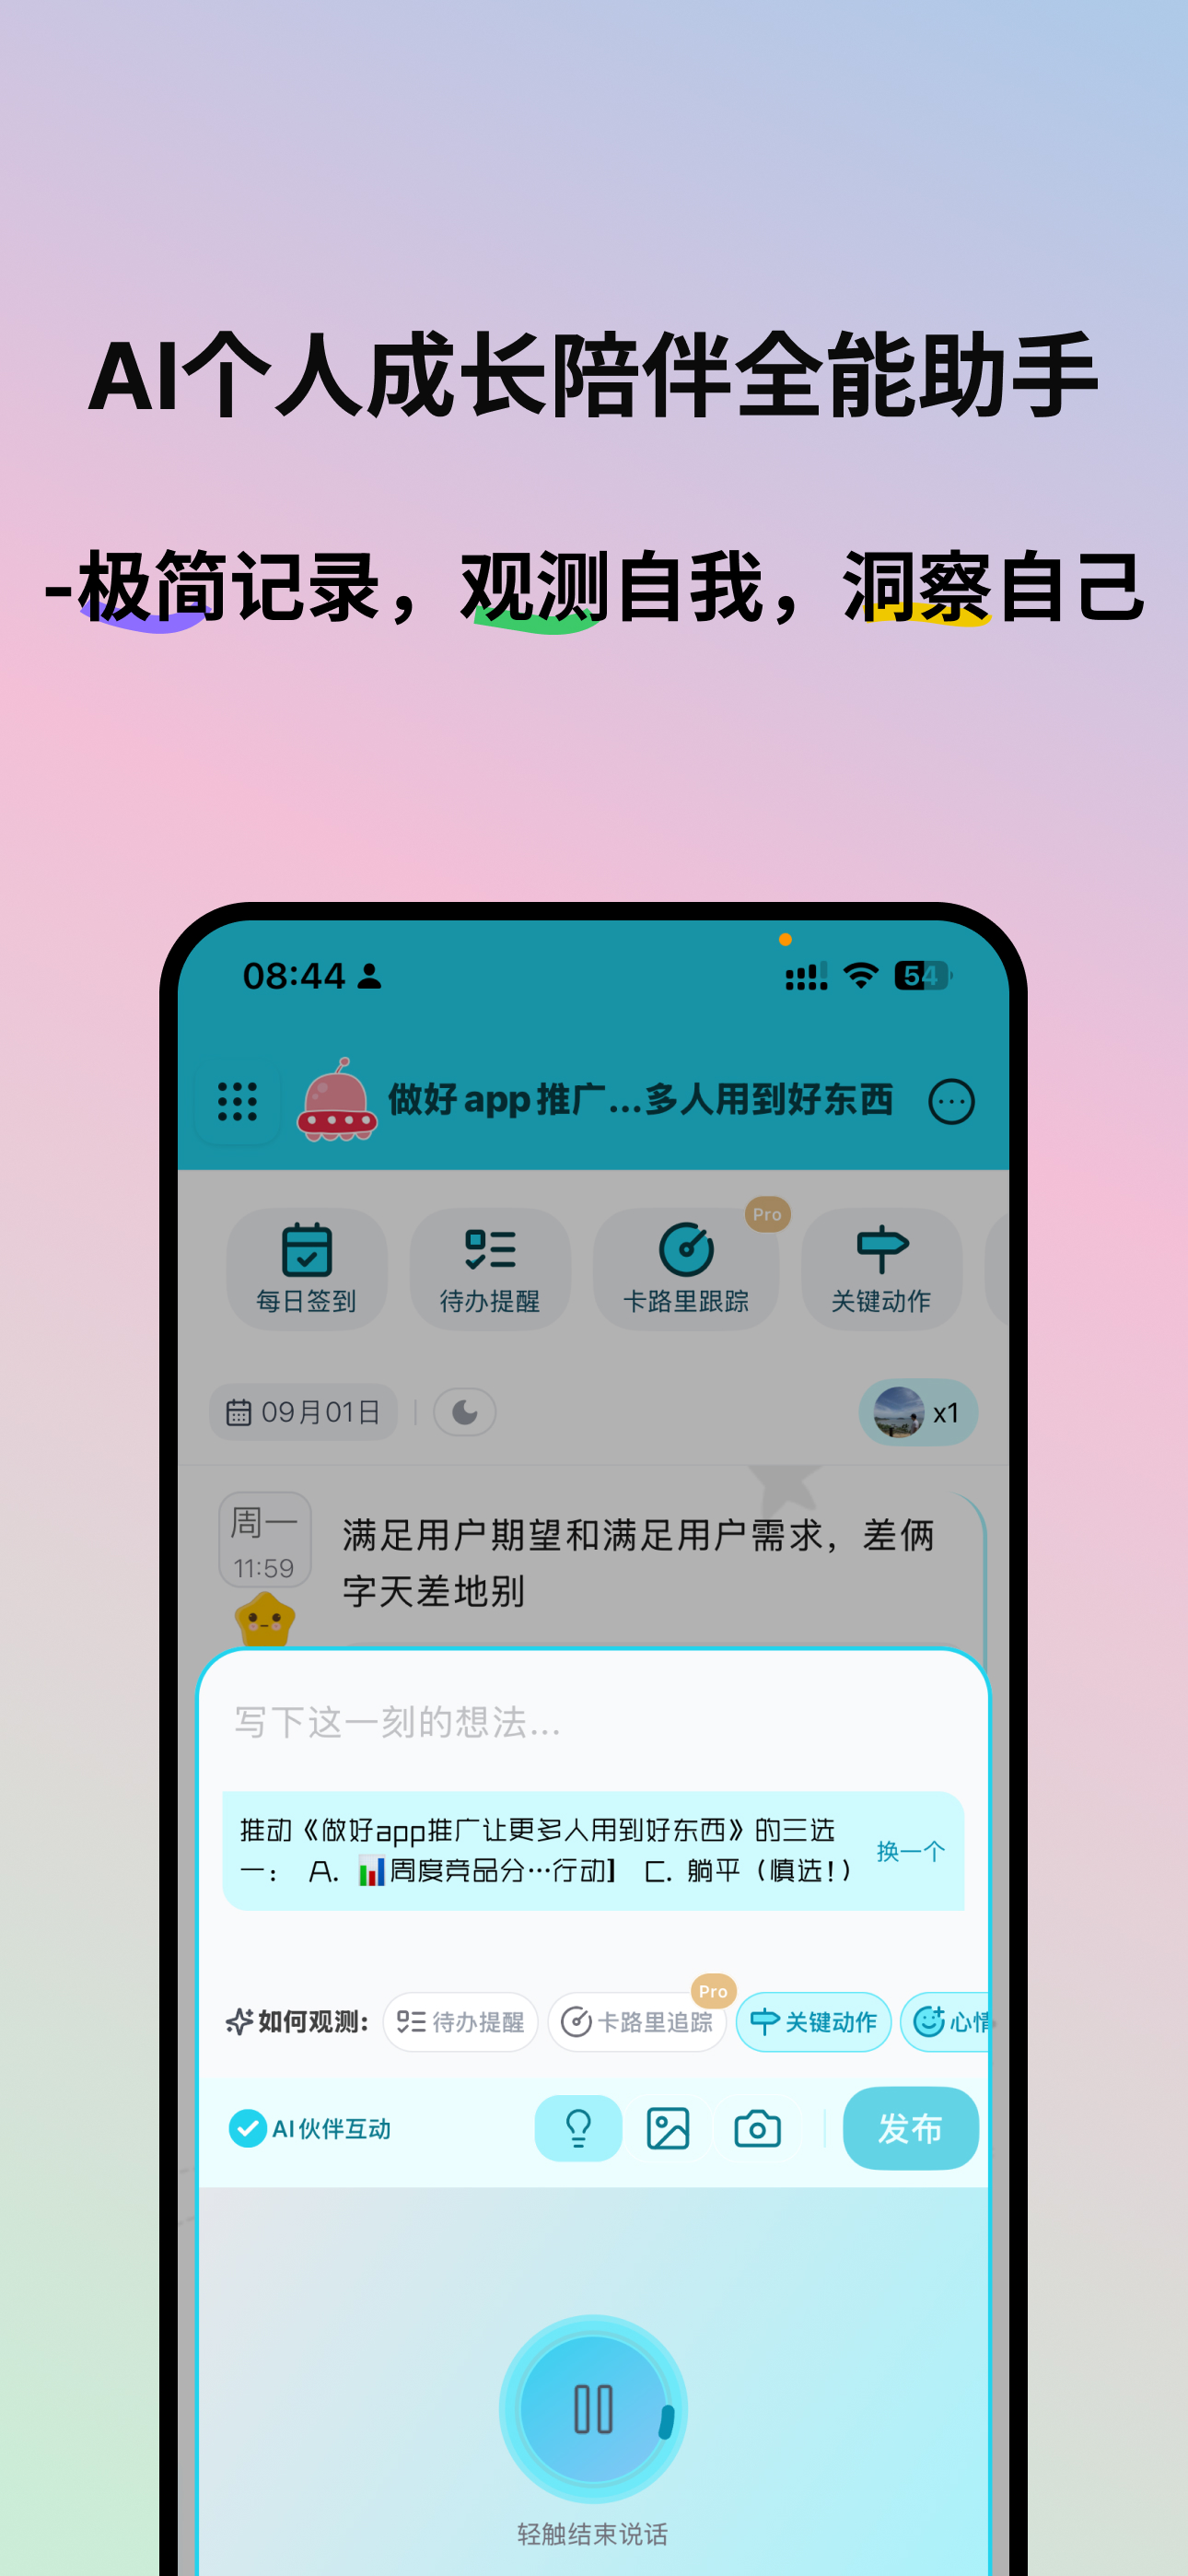 AI个人成长陪伴全能助手
-极简记录，观测自我，洞察自己
08:44
54
做好app推广...多人用到好东西
Pro
每日签到
待办提醒
卡路里跟踪
关键动作
09月01日
x1
周一
11:59
满足用户期望和满足用户需求，差俩
字天差地别
写下这一刻的想法...
推动《做好app推广让更多人用到好东西》的三选
一： A. 📊周度竞品分…行动】 C. 躺平（慎选！）
换一个
Pro
如何观测:
待办提醒
卡路里追踪
关键动作
心情
AI伙伴互动
发布
轻触结束说话